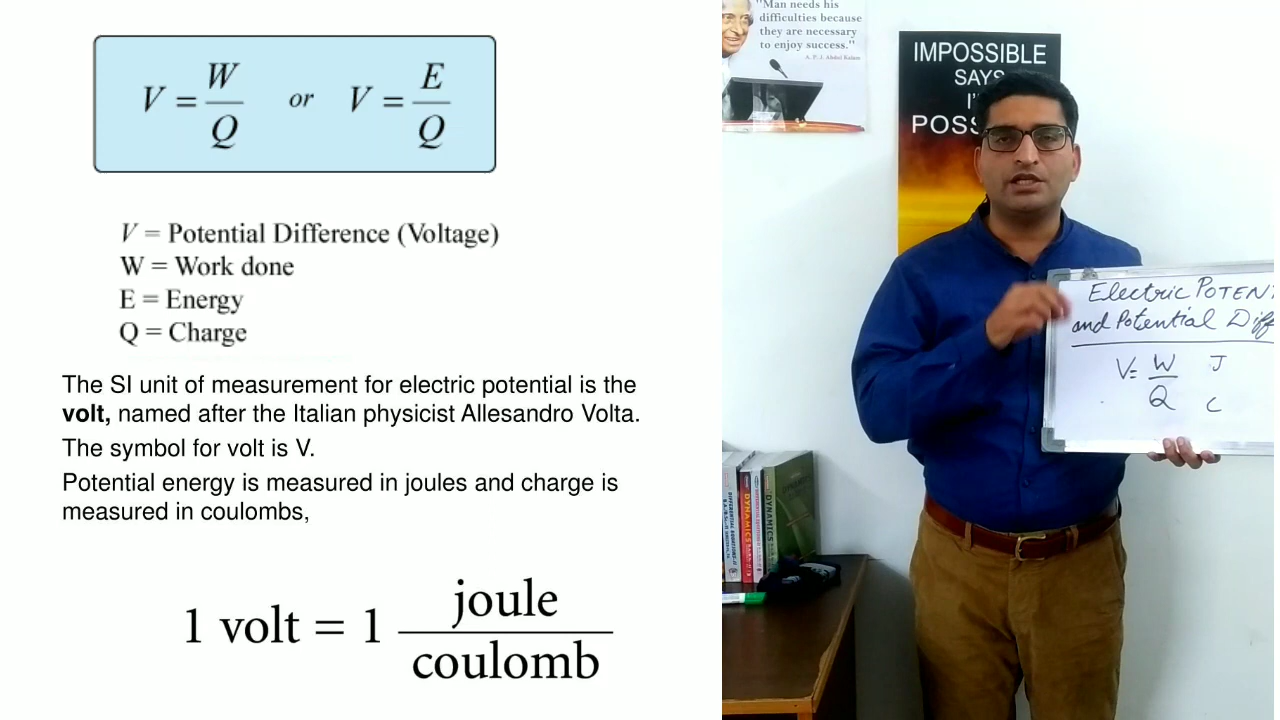 V = W/Q or V = E/Q
V = Potential Difference (Voltage)
W = Work done
E = Energy
Q = Charge
The SI unit of measurement for electric potential is the
volt, named after the Italian physicist Allesandro Volta.
The symbol for volt is V.
Potential energy is measured in joules and charge is
measured in coulombs,
1 volt = 1 joule/coulomb
"Man needs his
difficulties because
they are necessary
to enjoy success."
A. P. J. Abdul Kalam
IMPOSSIBLE
SAYS
I'
POSS
Electric POTEN
and Potential Diff
V= W/Q J
C
DYNAMICS
DYNAMICS